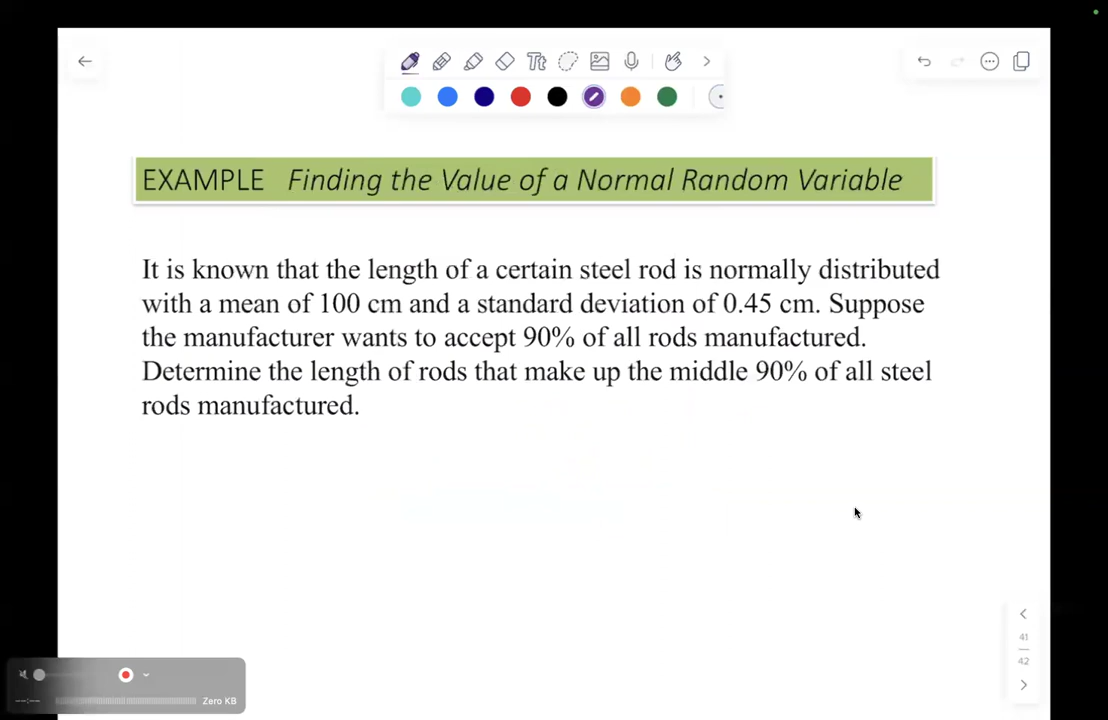 Tt
EXAMPLE Finding the Value of a Normal Random Variable
It is known that the length of a certain steel rod is normally distributed
with a mean of 100 cm and a standard deviation of 0.45 cm. Suppose
the manufacturer wants to accept 90% of all rods manufactured.
Determine the length of rods that make up the middle 90% of all steel
rods manufactured.
41
42
--:--
Zero KB